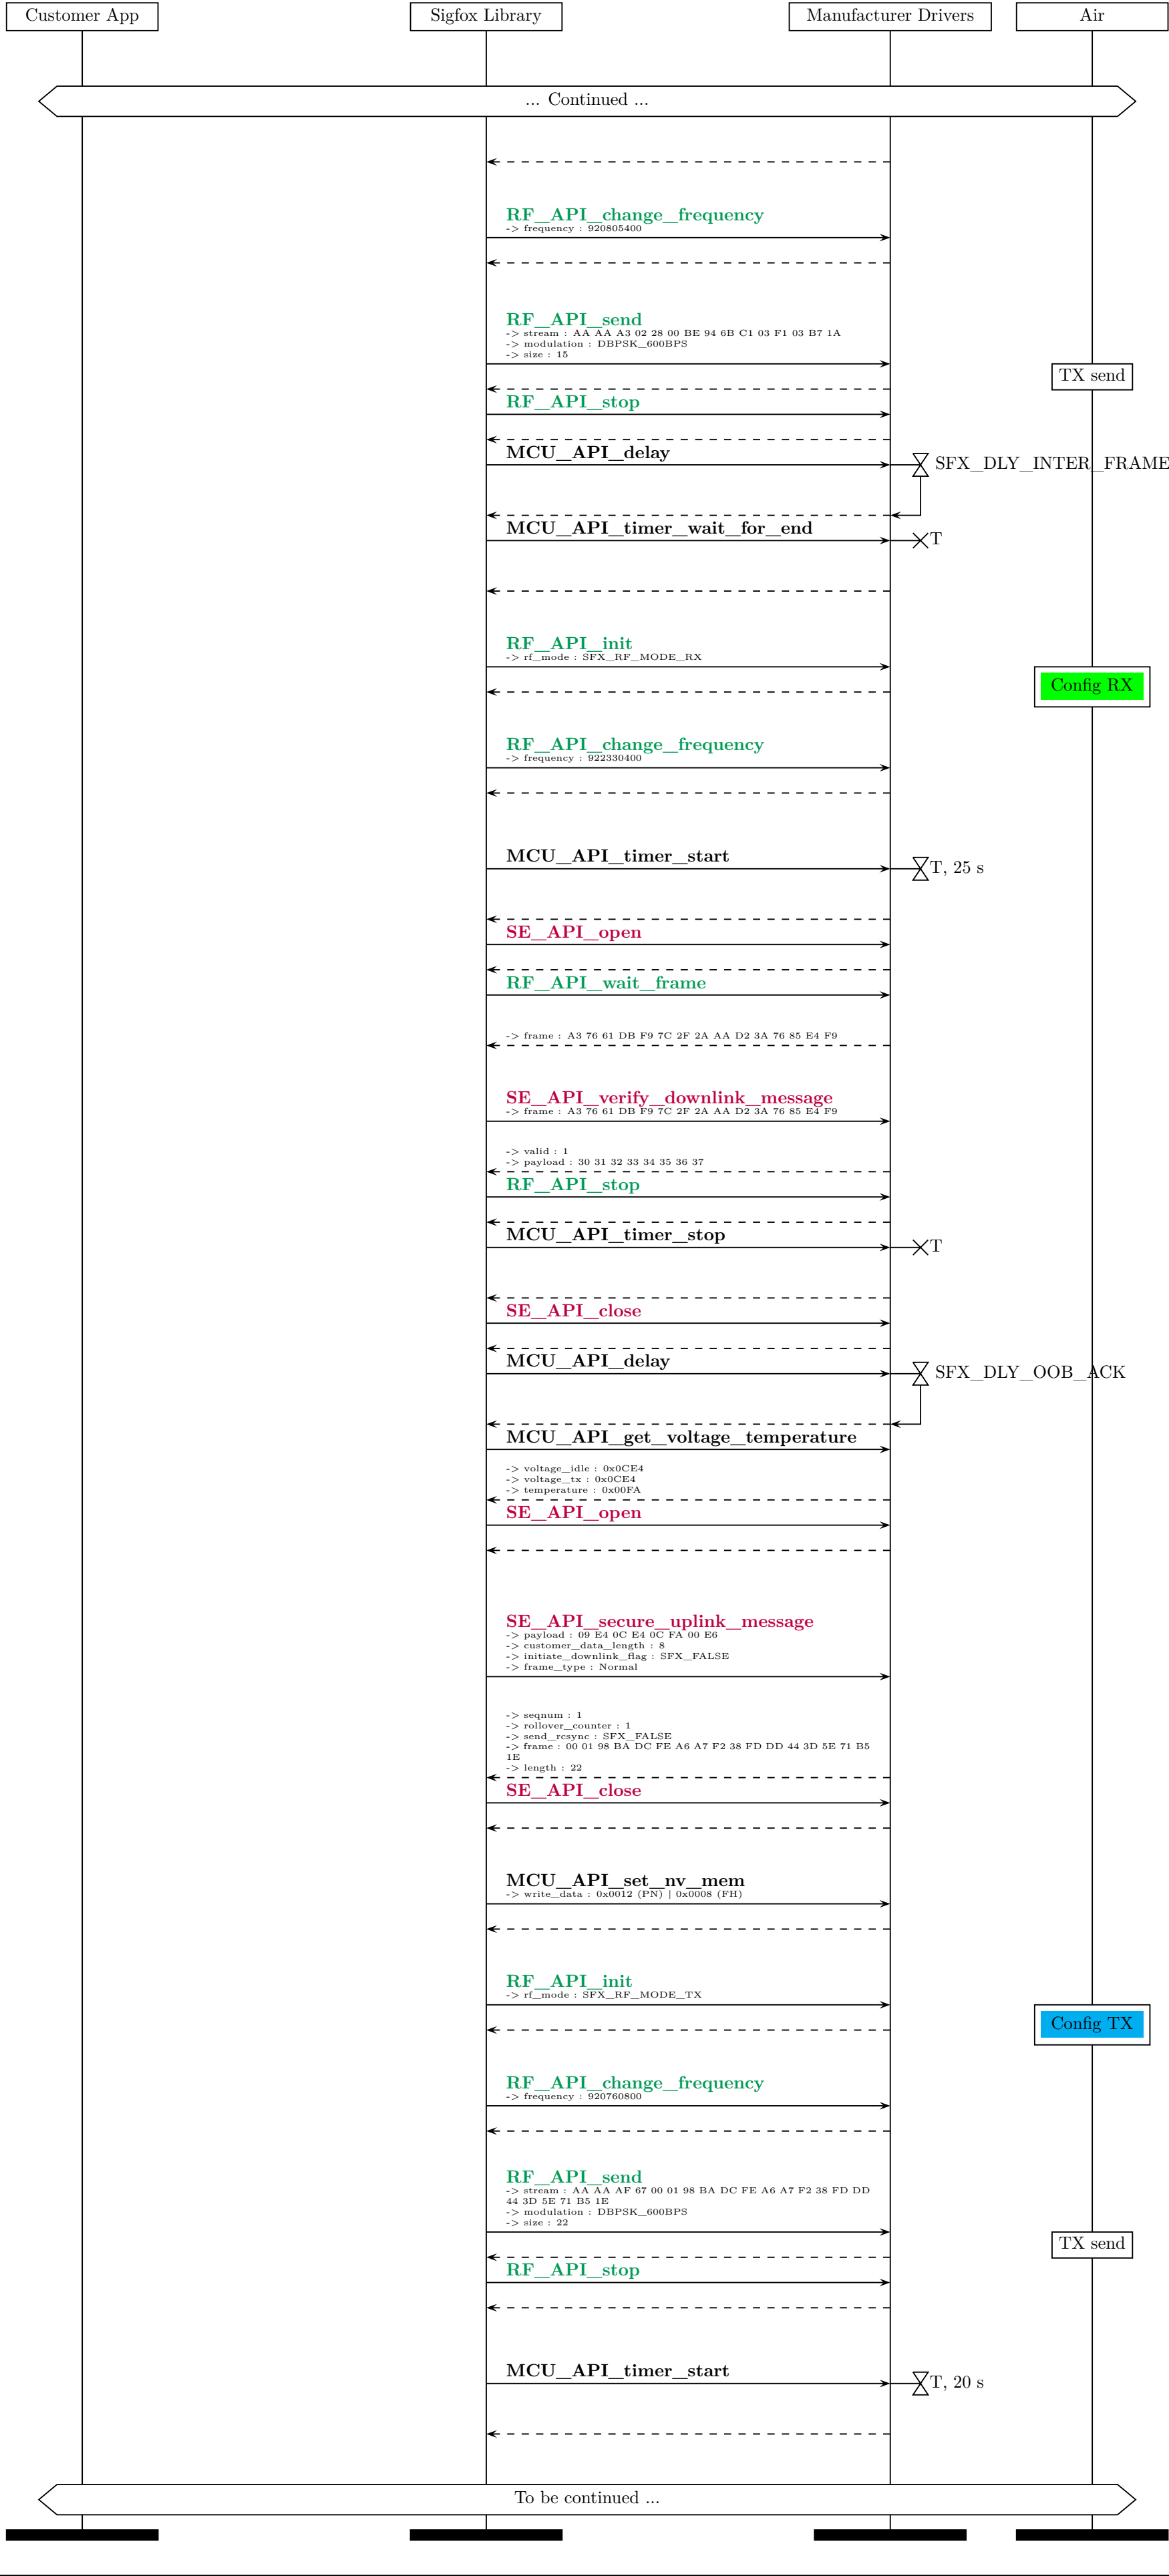 Customer App
Sigfox Library
Manufacturer Drivers
Air
... Continued ...
RF_API_change_frequency
-> frequency : 920805400
RF_API_send
-> stream : AA AA A3 02 28 00 BE 94 6B C1 03 F1 03 B7 1A
-> modulation : DBPSK_600BPS
-> size : 15
TX send
RF_API_stop
MCU_API_delay
SFX_DLY_INTER_FRAME
MCU_API_timer_wait_for_end
T
RF_API_init
-> rf_mode : SFX_RF_MODE_RX
Config RX
RF_API_change_frequency
-> frequency : 922330400
MCU_API_timer_start
T, 25 s
SE_API_open
RF_API_wait_frame
-> frame : A3 76 61 DB F9 7C 2F 2A AA D2 3A 76 85 E4 F9
SE_API_verify_downlink_message
-> frame : A3 76 61 DB F9 7C 2F 2A AA D2 3A 76 85 E4 F9
-> valid : 1
-> payload : 30 31 32 33 34 35 36 37
RF_API_stop
MCU_API_timer_stop
T
SE_API_close
MCU_API_delay
SFX_DLY_OOB_ACK
MCU_API_get_voltage_temperature
-> voltage_idle : 0x0CE4
-> voltage_tx : 0x0CE4
-> temperature : 0x00FA
SE_API_open
SE_API_secure_uplink_message
-> payload : 09 E4 0C E4 0C FA 00 E6
-> customer_data_length : 8
-> initiate_downlink_flag : SFX_FALSE
-> frame_type : Normal
-> seqnum : 1
-> rollover_counter : 1
-> send_rcsync : SFX_FALSE
-> frame : 00 01 98 BA DC FE A6 A7 F2 38 FD DD 44 3D 5E 71 B5
1E
-> length : 22
SE_API_close
MCU_API_set_nv_mem
-> write_data : 0x0012 (PN) | 0x0008 (FH)
RF_API_init
-> rf_mode : SFX_RF_MODE_TX
Config TX
RF_API_change_frequency
-> frequency : 920760800
RF_API_send
-> stream : AA AA AF 67 00 01 98 BA DC FE A6 A7 F2 38 FD DD
44 3D 5E 71 B5 1E
-> modulation : DBPSK_600BPS
-> size : 22
TX send
RF_API_stop
MCU_API_timer_start
T, 20 s
To be continued ...